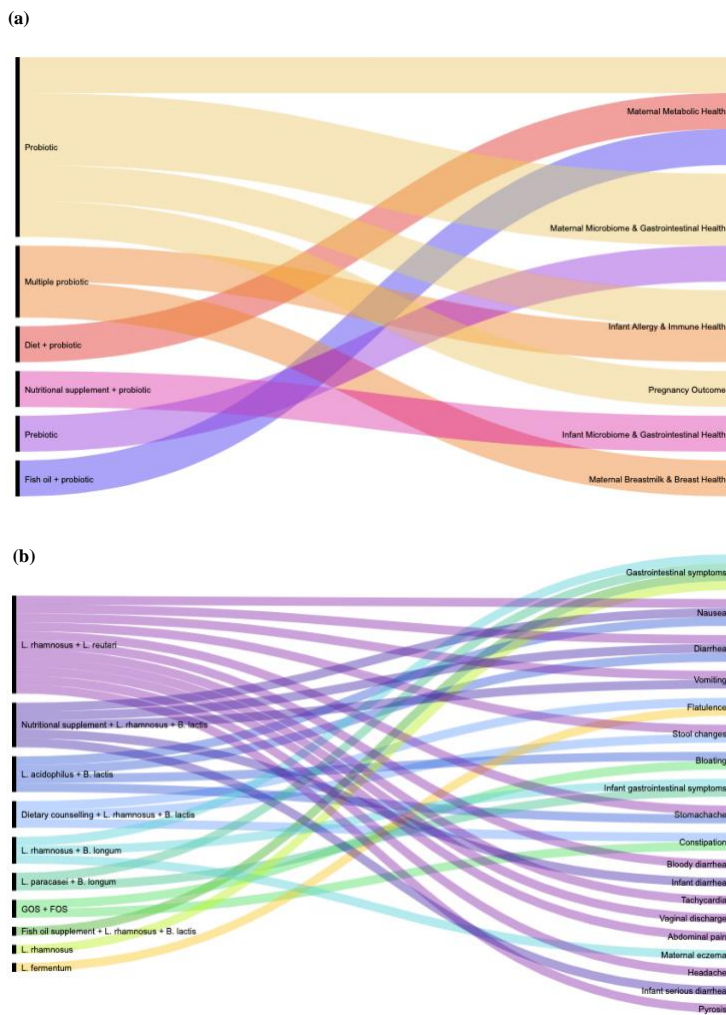 (a)
Probiotic
Multiple probiotic
Diet + probiotic
Nutritional supplement + probiotic
Prebiotic
Fish oil + probiotic
Maternal Metabolic Health
Maternal Microbiome & Gastrointestinal Health
Infant Allergy & Immune Health
Pregnancy Outcome
Infant Microbiome & Gastrointestinal Health
Maternal Breastmilk & Breast Health
(b)
L. rhamnosus + L. reuteri
Nutritional supplement + L. rhamnosus + B. lactis
L. acidophilus + B. lactis
Dietary counselling + L. rhamnosus + B. lactis
L. rhamnosus + B. longum
L. paracasei + B. longum
GOS + FOS
Fish oil supplement + L. rhamnosus + B. lactis
L. rhamnosus
L. fermentum
Gastrointestinal symptoms
Nausea
Diarrhea
Vomiting
Flatulence
Stool changes
Bloating
Infant gastrointestinal symptoms
Stomachache
Constipation
Bloody diarrhea
Infant diarrhea
Tachycardia
Vaginal discharge
Abdominal pain
Maternal eczema
Headache
Infant serious diarrhea
Pyrosis